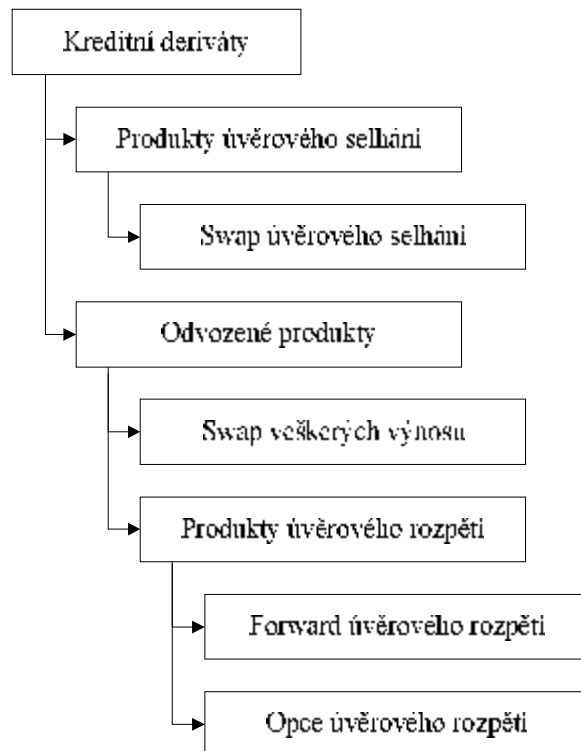 Kreditní deriváty
Produkty úvěrového selhání
Swap úvěrového selhání
Odvozené produkty
Swap veškerých výnosu
Produkty úvěrového rozpětí
Forward úvěrového rozpětí
Opce úvěrového rozpětí